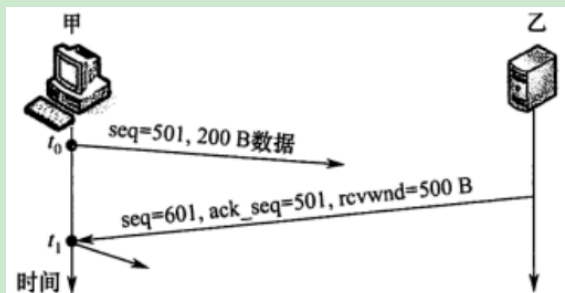 甲
乙
t₀
seq=501, 200 B数据
seq=601, ack_seq=501, rcvwnd=500 B
t₁
时间